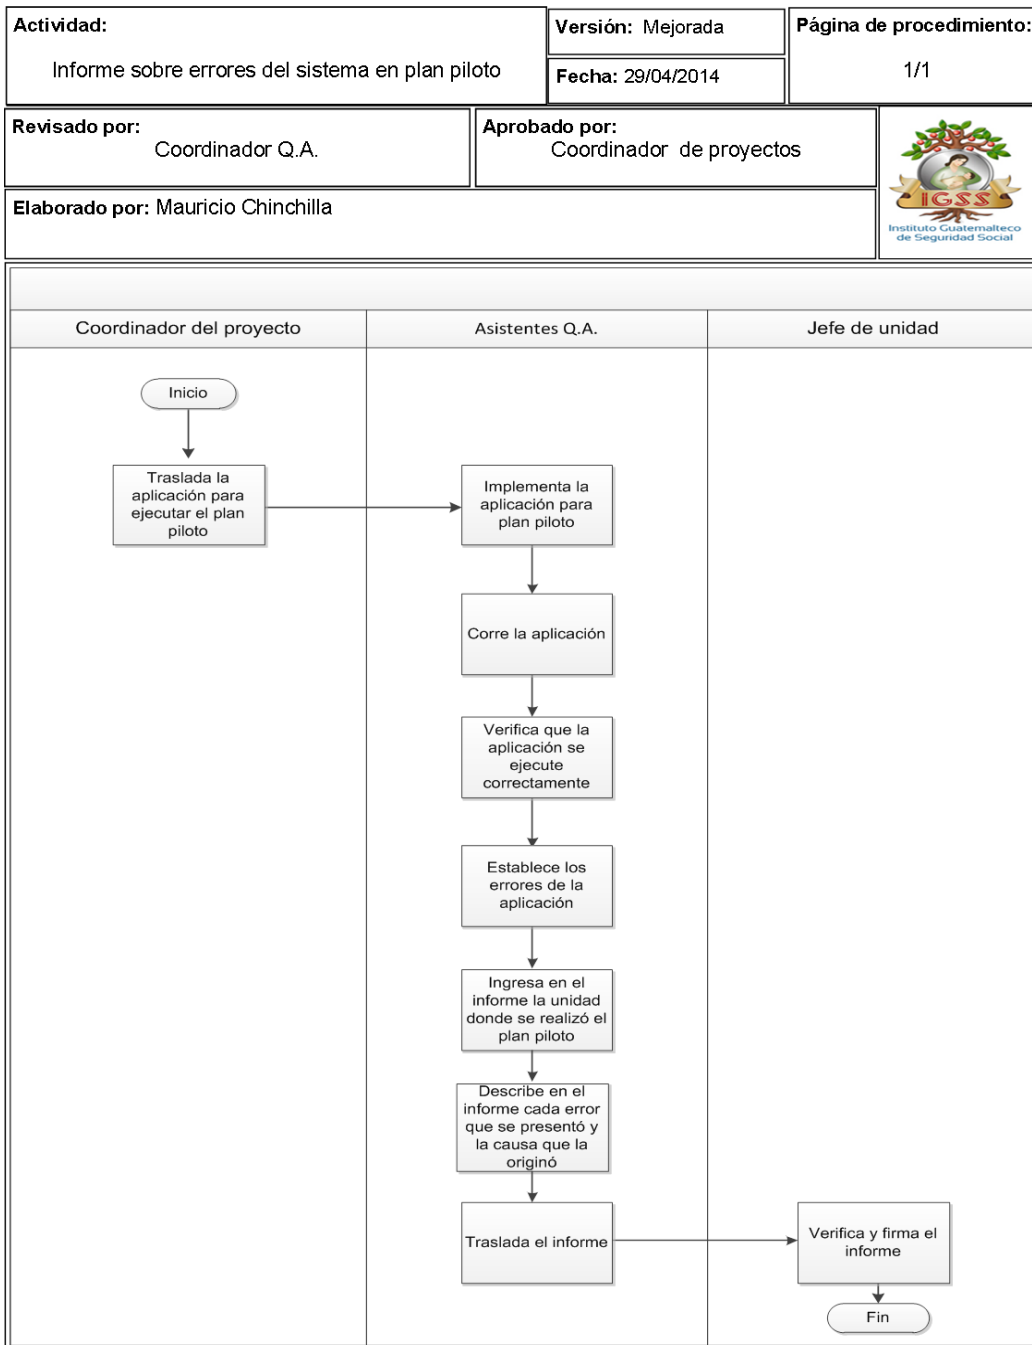 Actividad:
Informe sobre errores del sistema en plan piloto
Versión: Mejorada
Fecha: 29/04/2014
Página de procedimiento:
1/1
Revisado por:
Coordinador Q.A.
Aprobado por:
Coordinador de proyectos
IGSS
Instituto Guatemalteco
de Seguridad Social
Elaborado por: Mauricio Chinchilla
Coordinador del proyecto
Asistentes Q.A.
Jefe de unidad
Inicio
Traslada la
aplicación para
ejecutar el plan
piloto
Implementa la
aplicación para
plan piloto
Corre la aplicación
Verifica que la
aplicación se
ejecute
correctamente
Establece los
errores de la
aplicación
Ingresa en el
informe la unidad
donde se realizó el
plan piloto
Describe en el
informe cada error
que se presentó y
la causa que la
originó
Traslada el informe
Verifica y firma el
informe
Fin